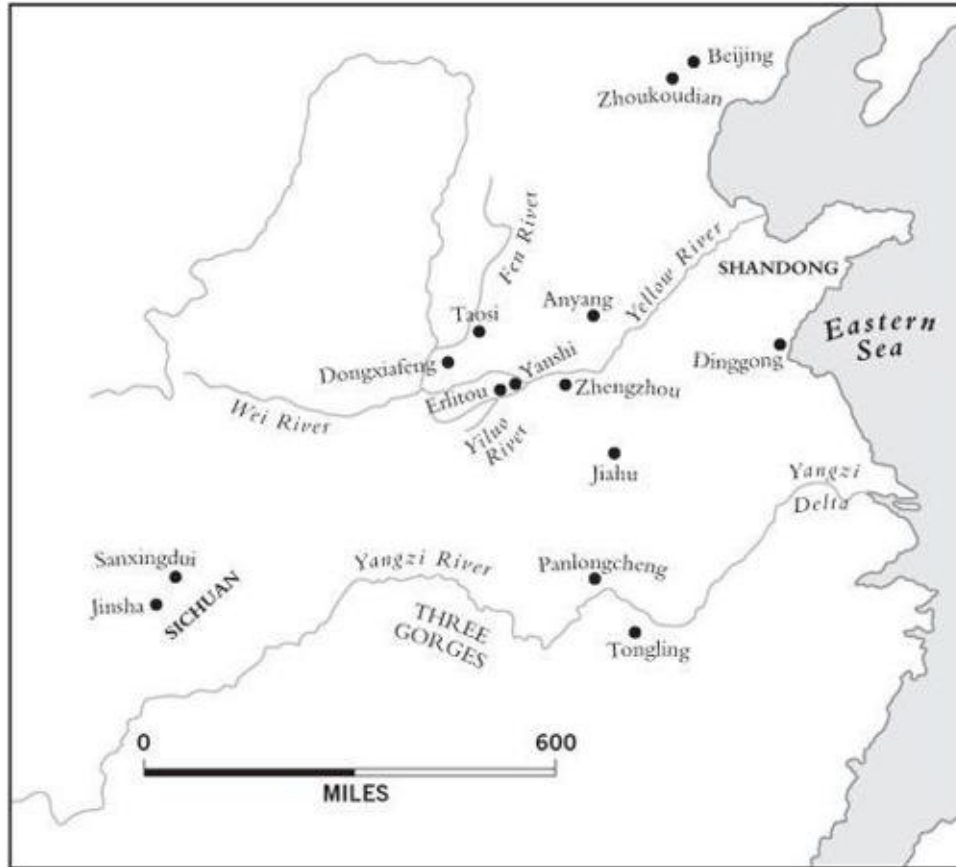 Beijing
Zhoukoudian
Fen River
Yellow River
SHANDONG
Anyang
Taosi
Eastern
Sea
Dinggong
Dongxiafeng
Yanshi
Erlitou
Zhengzhou
Wei River
Yiluo
River
Jiahu
Yangzi
Delta
Sanxingdui
Yangzi River
Panlongcheng
Jinsha
SICHUAN
THREE
GORGES
Tongling
0
600
MILES